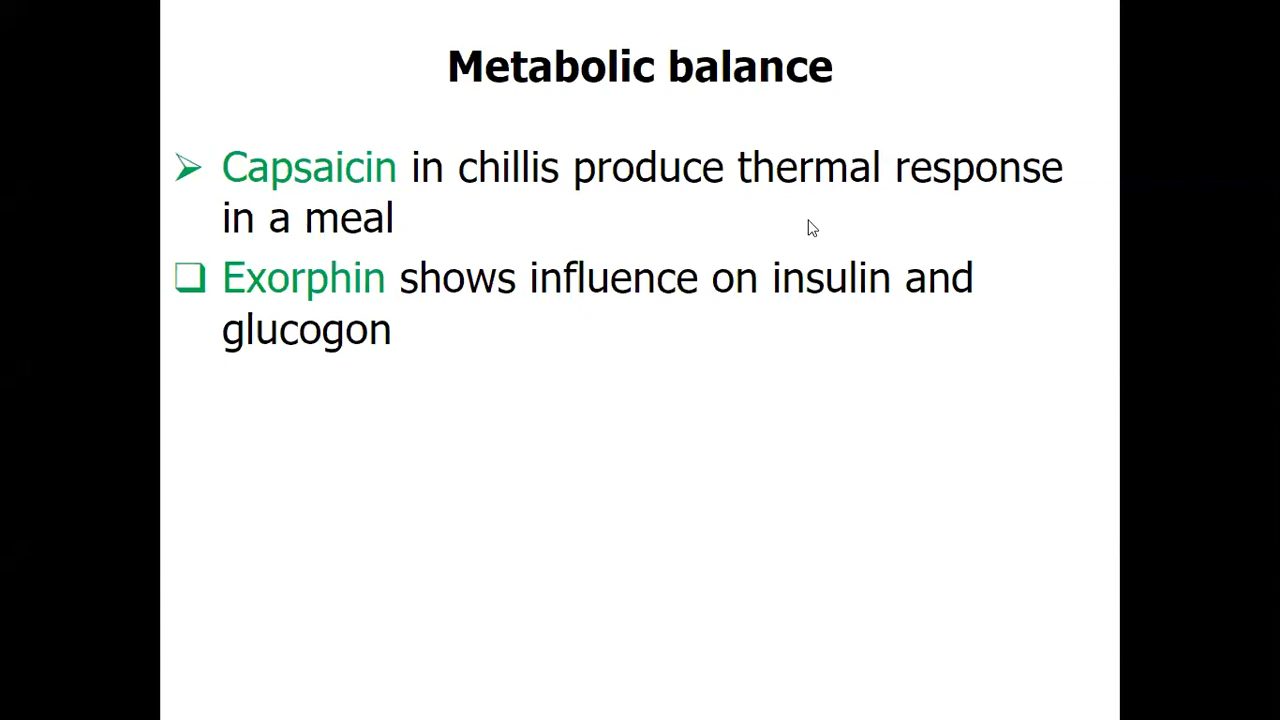 Metabolic balance
Capsaicin in chillis produce thermal response
in a meal
Exorphin shows influence on insulin and
glucogon